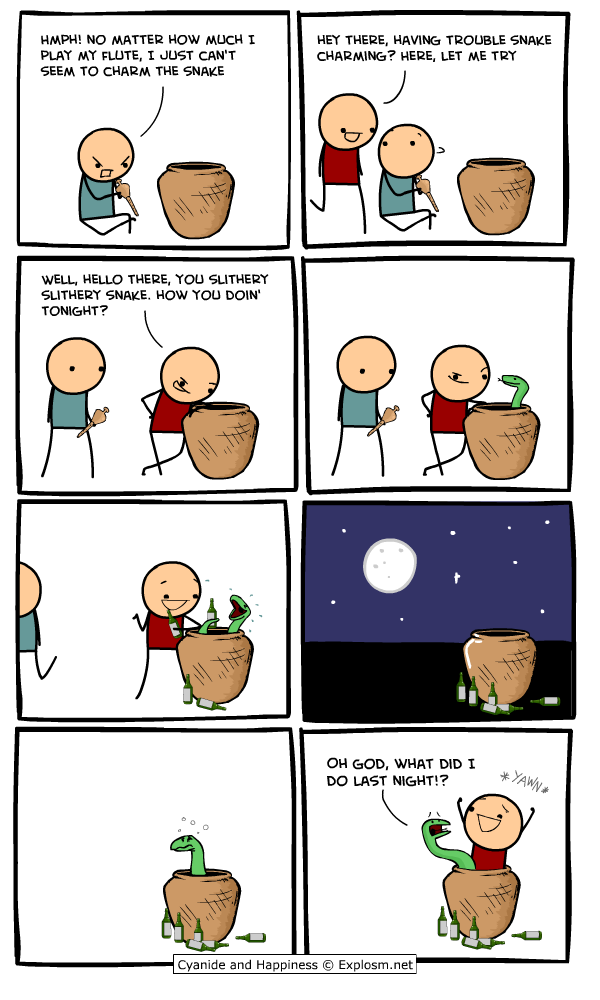 HMPH! NO MATTER HOW MUCH I
PLAY MY FLUTE, I JUST CAN'T
SEEM TO CHARM THE SNAKE
HEY THERE, HAVING TROUBLE SNAKE
CHARMING? HERE, LET ME TRY
WELL, HELLO THERE, YOU SLITHERY
SLITHERY SNAKE. HOW YOU DOIN'
TONIGHT?
OH GOD, WHAT DID I
DO LAST NIGHT!?
*YAWN*
Cyanide and Happiness © Explosm.net